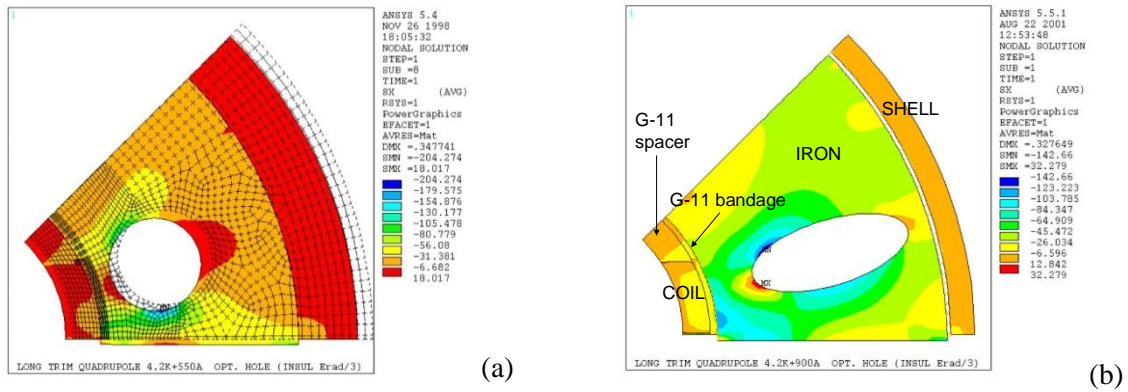 1
ANSYS 5.4
NOV 26 1998
18:05:32
NODAL SOLUTION
STEP=1
SUB =8
TIME=1
SX (AVG)
RSYS=1
PowerGraphics
EFACET=1
AVRES=Mat
DMX =.347741
SMN =-204.274
SMX =18.017
-204.274
-179.575
-154.876
-130.177
-105.478
-80.779
-56.08
-31.381
-6.682
18.017
LONG TRIM QUADRUPOLE 4.2K+550A OPT. HOLE (INSUL Erad/3)
(a)
1
ANSYS 5.5.1
AUG 22 2001
12:53:48
NODAL SOLUTION
STEP=1
SUB =1
TIME=1
SX (AVG)
RSYS=1
PowerGraphics
EFACET=1
AVRES=Mat
DMX =.327649
SMN =-142.66
SMX =32.279
-142.66
-123.223
-103.785
-84.347
-64.909
-45.472
-26.034
-6.596
12.842
32.279
SHELL
G-11
spacer
IRON
G-11 bandage
COIL
MN
MX
LONG TRIM QUADRUPOLE 4.2K+900A OPT. HOLE (INSUL Erad/3)
(b)